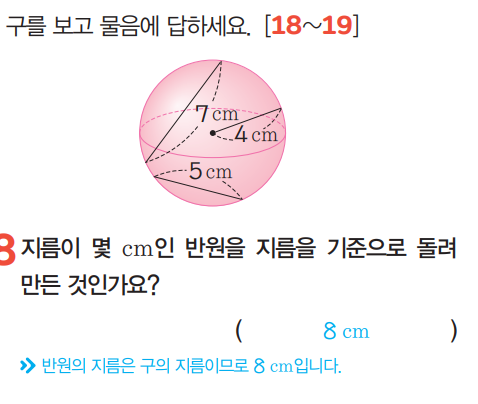 구를 보고 물음에 답하세요. [18~19]
7 cm
4 cm
5 cm
8 지름이 몇 cm인 반원을 지름을 기준으로 돌려
만든 것인가요?
( 8 cm )
반원의 지름은 구의 지름이므로 8 cm입니다.